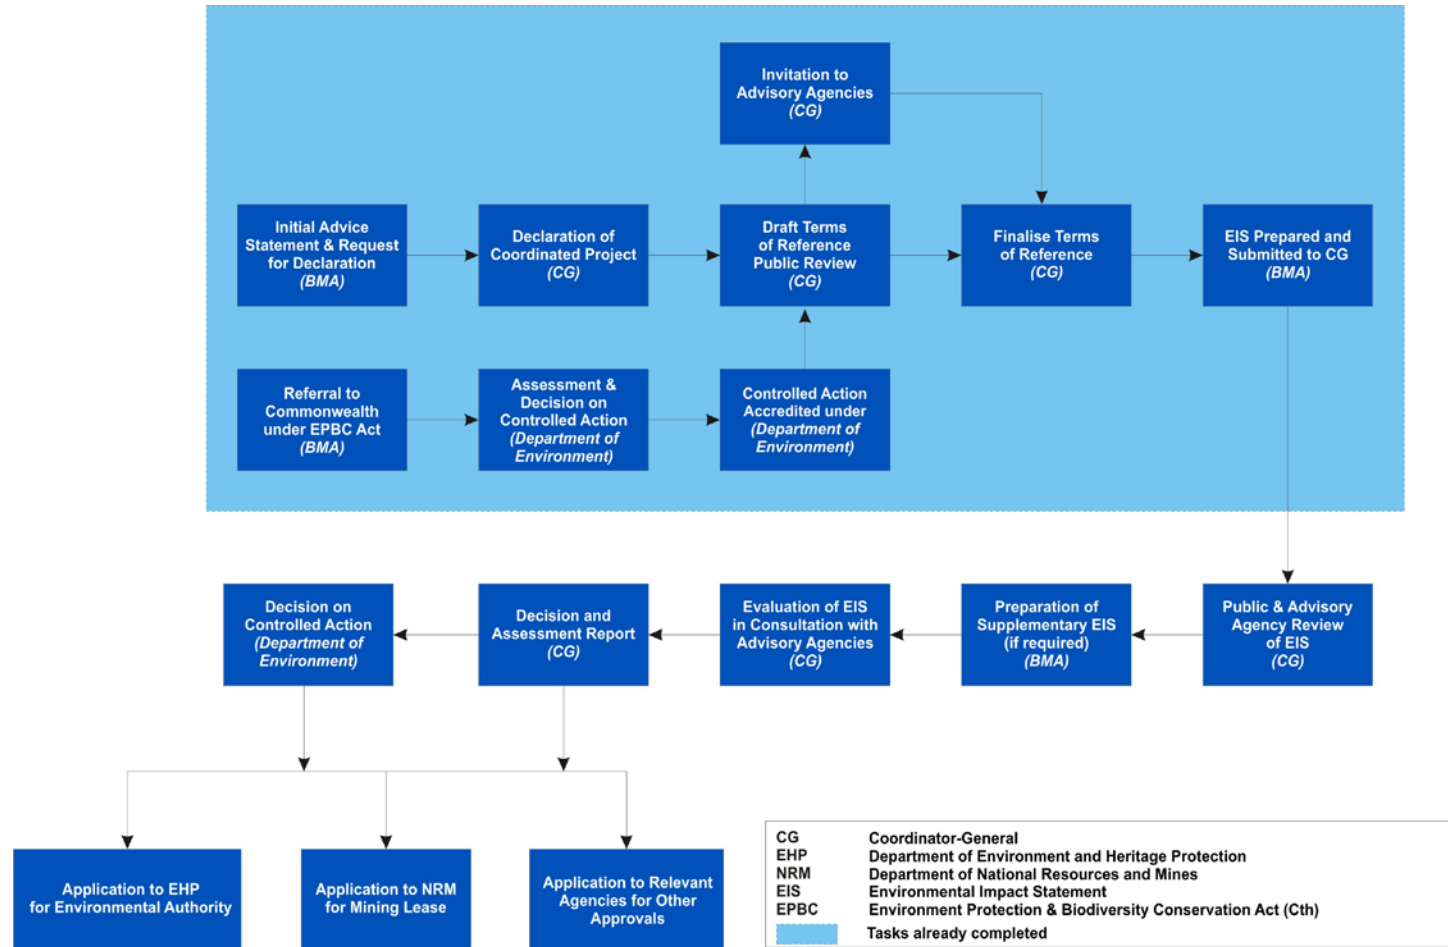 Invitation to
Advisory Agencies
(CG)
Initial Advice
Statement & Request
for Declaration
(BMA)
Declaration of
Coordinated Project
(CG)
Draft Terms
of Reference
Public Review
(CG)
Finalise Terms
of Reference
(CG)
EIS Prepared and
Submitted to CG
(BMA)
Referral to
Commonwealth
under EPBC Act
(BMA)
Assessment &
Decision on
Controlled Action
(Department of
Environment)
Controlled Action
Accredited under
(Department of
Environment)
Decision on
Controlled Action
(Department of
Environment)
Decision and
Assessment Report
(CG)
Evaluation of EIS
in Consultation with
Advisory Agencies
(CG)
Preparation of
Supplementary EIS
(if required)
(BMA)
Public & Advisory
Agency Review
of EIS
(CG)
Application to EHP
for Environmental Authority
Application to NRM
for Mining Lease
Application to Relevant
Agencies for Other
Approvals
CG Coordinator-General
EHP Department of Environment and Heritage Protection
NRM Department of National Resources and Mines
EIS Environmental Impact Statement
EPBC Environment Protection & Biodiversity Conservation Act (Cth)
Tasks already completed